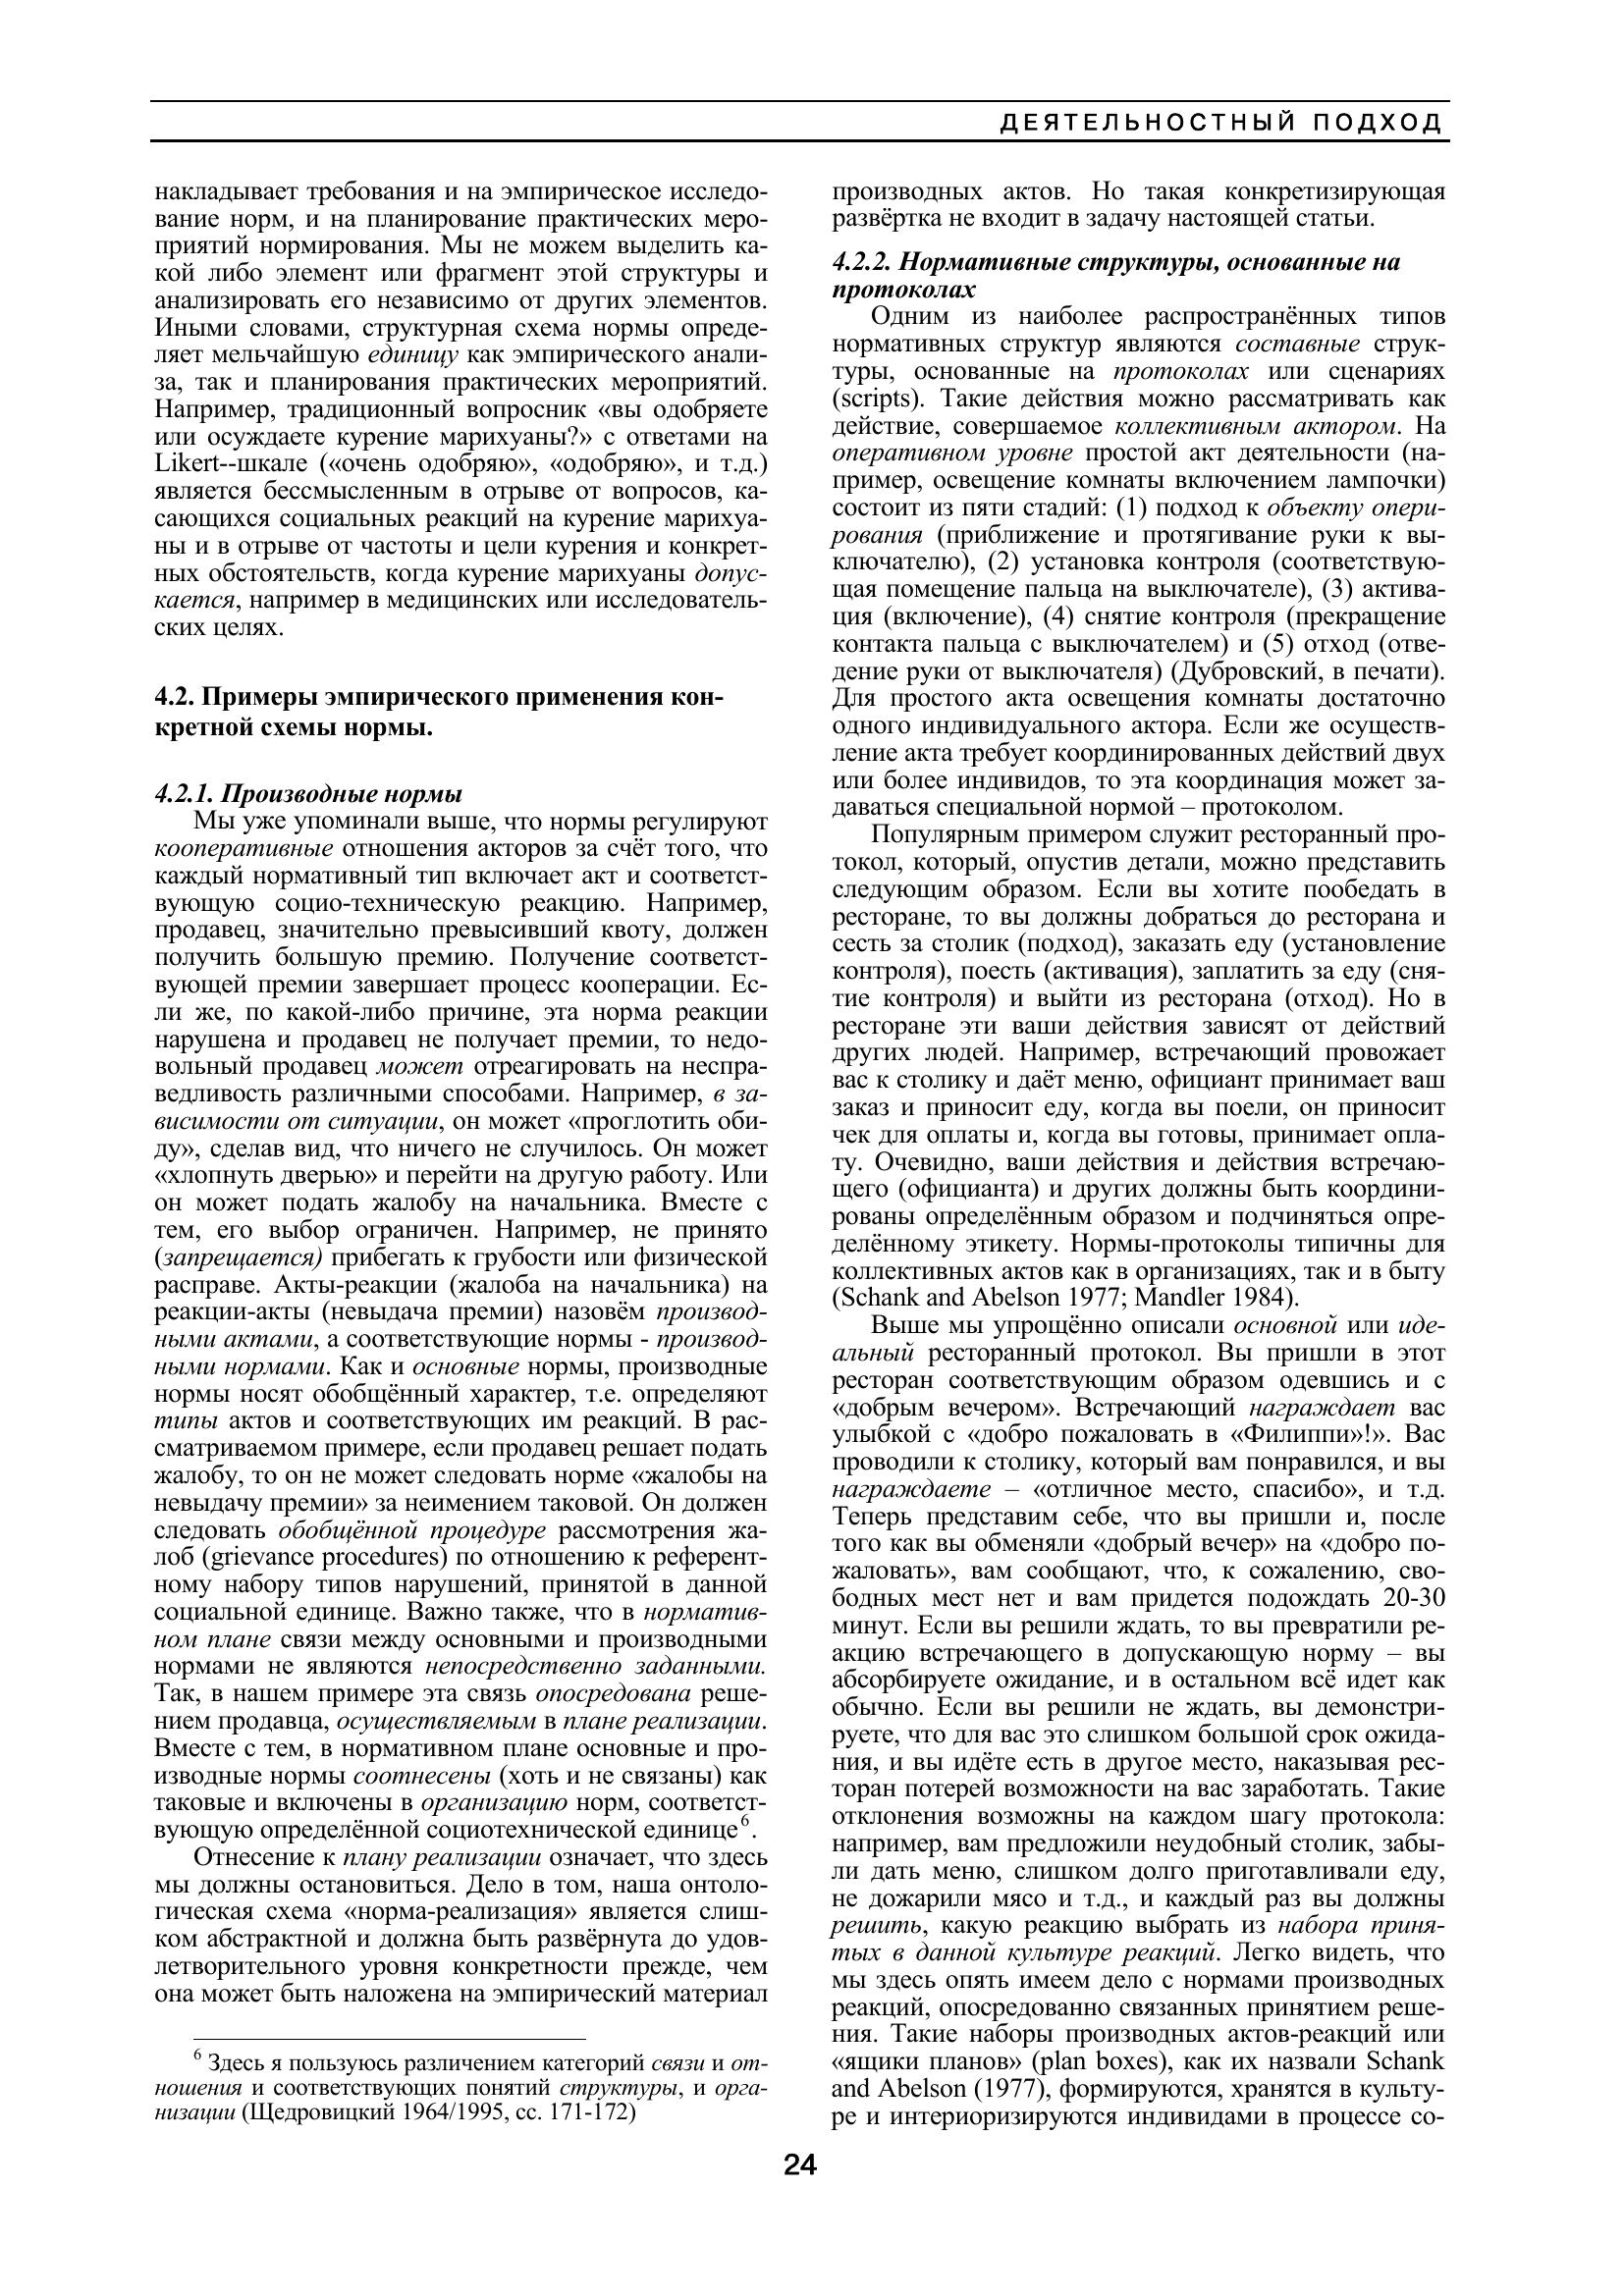 ДЕЯТЕЛЬНОСТНЫЙ ПОДХОД
накладывает требования и на эмпирическое исследо-
вание норм, и на планирование практических меро-
приятий нормирования. Мы не можем выделить ка-
кой либо элемент или фрагмент этой структуры и
анализировать его независимо от других элементов.
Иными словами, структурная схема нормы опреде-
ляет мельчайшую единицу как эмпирического анали-
за, так и планирования практических мероприятий.
Например, традиционный вопросник «вы одобряете
или осуждаете курение марихуаны?» с ответами на
Likert--шкале («очень одобряю», «одобряю», и т.д.)
является бессмысленным в отрыве от вопросов, ка-
сающихся социальных реакций на курение марихуа-
ны и в отрыве от частоты и цели курения и конкрет-
ных обстоятельств, когда курение марихуаны допус-
кается, например в медицинских или исследователь-
ских целях.
4.2. Примеры эмпирического применения кон-
кретной схемы нормы.
4.2.1. Производные нормы
Мы уже упоминали выше, что нормы регулируют
кооперативные отношения акторов за счёт того, что
каждый нормативный тип включает акт и соответст-
вующую социо-техническую реакцию. Например,
продавец, значительно превысивший квоту, должен
получить большую премию. Получение соответст-
вующей премии завершает процесс кооперации. Ес-
ли же, по какой-либо причине, эта норма реакции
нарушена и продавец не получает премии, то недо-
вольный продавец может отреагировать на неспра-
ведливость различными способами. Например, в за-
висимости от ситуации, он может «проглотить оби-
ду», сделав вид, что ничего не случилось. Он может
«хлопнуть дверью» и перейти на другую работу. Или
он может подать жалобу на начальника. Вместе с
тем, его выбор ограничен. Например, не принято
(запрещается) прибегать к грубости или физической
расправе. Акты-реакции (жалоба на начальника) на
реакции-акты (невыдача премии) назовём производ-
ными актами, а соответствующие нормы - производ-
ными нормами. Как и основные нормы, производные
нормы носят обобщённый характер, т.е. определяют
типы актов и соответствующих им реакций. В рас-
сматриваемом примере, если продавец решает подать
жалобу, то он не может следовать норме «жалобы на
невыдачу премии» за неимением таковой. Он должен
следовать обобщённой процедуре рассмотрения жа-
лоб (grievance procedures) по отношению к референт-
ному набору типов нарушений, принятой в данной
социальной единице. Важно также, что в норматив-
ном плане связи между основными и производными
нормами не являются непосредственно заданными.
Так, в нашем примере эта связь опосредована реше-
нием продавца, осуществляемым в плане реализации.
Вместе с тем, в нормативном плане основные и про-
изводные нормы соотнесены (хоть и не связаны) как
таковые и включены в организацию норм, соответст-
вующую определённой социотехнической единице6.
Отнесение к плану реализации означает, что здесь
мы должны остановиться. Дело в том, наша онтоло-
гическая схема «норма-реализация» является слиш-
ком абстрактной и должна быть развёрнута до удов-
летворительного уровня конкретности прежде, чем
она может быть наложена на эмпирический материал
6 Здесь я пользуюсь различением категорий связи и от-
ношения и соответствующих понятий структуры, и орга-
низации (Щедровицкий 1964/1995, сс. 171-172)
производных актов. Но такая конкретизирующая
развёртка не входит в задачу настоящей статьи.
4.2.2. Нормативные структуры, основанные на
протоколах
Одним из наиболее распространённых типов
нормативных структур являются составные струк-
туры, основанные на протоколах или сценариях
(scripts). Такие действия можно рассматривать как
действие, совершаемое коллективным актором. На
оперативном уровне простой акт деятельности (на-
пример, освещение комнаты включением лампочки)
состоит из пяти стадий: (1) подход к объекту опери-
рования (приближение и протягивание руки к вы-
ключателю), (2) установка контроля (соответствую-
щая помещение пальца на выключателе), (3) актива-
ция (включение), (4) снятие контроля (прекращение
контакта пальца с выключателем) и (5) отход (отве-
дение руки от выключателя) (Дубровский, в печати).
Для простого акта освещения комнаты достаточно
одного индивидуального актора. Если же осуществ-
ление акта требует координированных действий двух
или более индивидов, то эта координация может за-
даваться специальной нормой – протоколом.
Популярным примером служит ресторанный про-
токол, который, опустив детали, можно представить
следующим образом. Если вы хотите пообедать в
ресторане, то вы должны добраться до ресторана и
сесть за столик (подход), заказать еду (установление
контроля), поесть (активация), заплатить за еду (сня-
тие контроля) и выйти из ресторана (отход). Но в
ресторане эти ваши действия зависят от действий
других людей. Например, встречающий провожает
вас к столику и даёт меню, официант принимает ваш
заказ и приносит еду, когда вы поели, он приносит
чек для оплаты и, когда вы готовы, принимает опла-
ту. Очевидно, ваши действия и действия встречаю-
щего (официанта) и других должны быть координи-
рованы определённым образом и подчиняться опре-
делённому этикету. Нормы-протоколы типичны для
коллективных актов как в организациях, так и в быту
(Schank and Abelson 1977; Mandler 1984).
Выше мы упрощённо описали основной или иде-
альный ресторанный протокол. Вы пришли в этот
ресторан соответствующим образом одевшись и с
«добрым вечером». Встречающий награждает вас
улыбкой с «добро пожаловать в «Филиппи»!». Вас
проводили к столику, который вам понравился, и вы
награждаете – «отличное место, спасибо», и т.д.
Теперь представим себе, что вы пришли и, после
того как вы обменяли «добрый вечер» на «добро по-
жаловать», вам сообщают, что, к сожалению, сво-
бодных мест нет и вам придется подождать 20-30
минут. Если вы решили ждать, то вы превратили ре-
акцию встречающего в допускающую норму – вы
абсорбируете ожидание, и в остальном всё идет как
обычно. Если вы решили не ждать, вы демонстри-
руете, что для вас это слишком большой срок ожида-
ния, и вы идёте есть в другое место, наказывая рес-
торан потерей возможности на вас заработать. Такие
отклонения возможны на каждом шагу протокола:
например, вам предложили неудобный столик, забы-
ли дать меню, слишком долго приготавливали еду,
не дожарили мясо и т.д., и каждый раз вы должны
решить, какую реакцию выбрать из набора приня-
тых в данной культуре реакций. Легко видеть, что
мы здесь опять имеем дело с нормами производных
реакций, опосредованно связанных принятием реше-
ния. Такие наборы производных актов-реакций или
«ящики планов» (plan boxes), как их назвали Schank
and Abelson (1977), формируются, хранятся в культу-
ре и интериоризируются индивидами в процессе со-
24